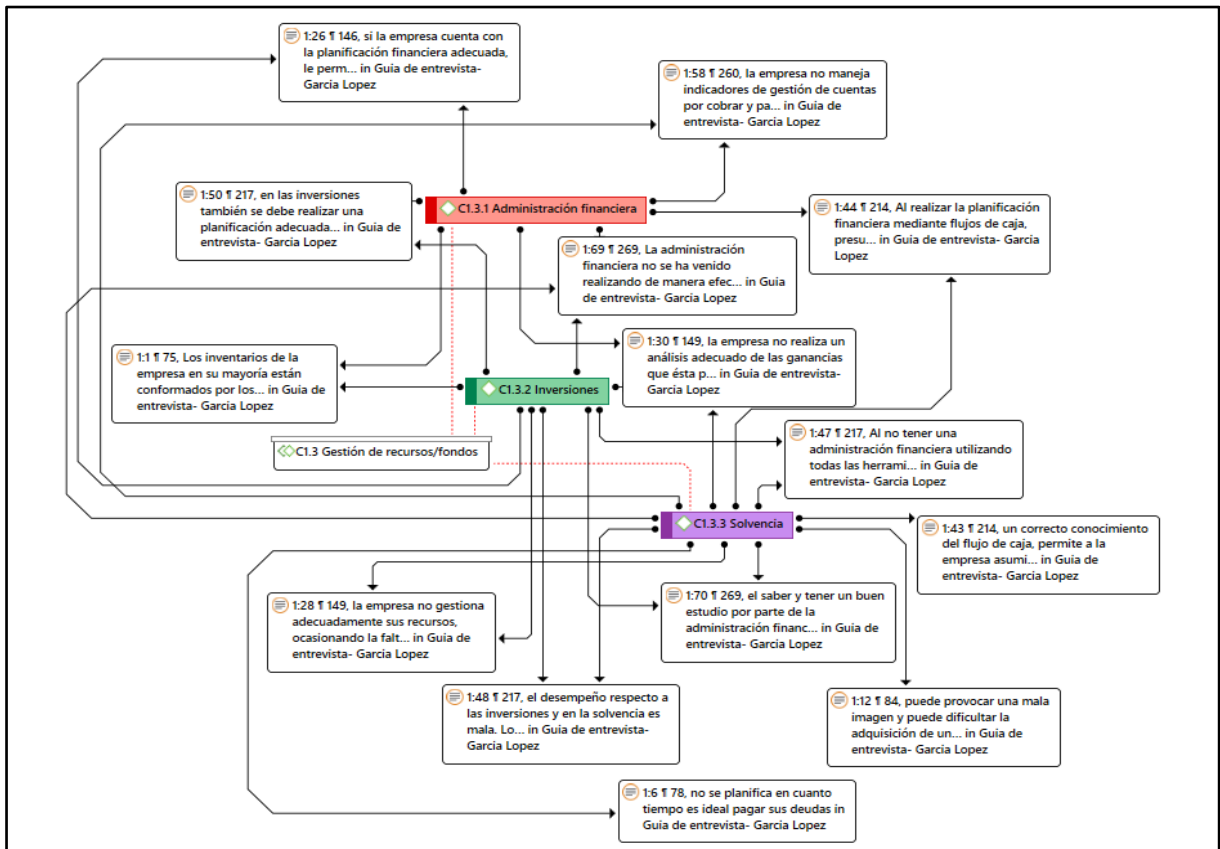 1:26 ¶ 146, si la empresa cuenta con
la planificación financiera adecuada,
le perm... in Guia de entrevista-
Garcia Lopez
1:58 ¶ 260, la empresa no maneja
indicadores de gestión de cuentas
por cobrar y pa... in Guia de
entrevista- Garcia Lopez
1:50 ¶ 217, en las inversiones
también se debe realizar una
planificación adecuada... in Guia de
entrevista- Garcia Lopez
C1.3.1 Administración financiera
1:44 ¶ 214, Al realizar la planificación
financiera mediante flujos de caja,
presu... in Guia de entrevista- Garcia
Lopez
1:69 ¶ 269, La administración
financiera no se ha venido
realizando de manera efec... in Guia
de entrevista- Garcia Lopez
1:1 ¶ 75, Los inventarios de la
empresa en su mayoría están
conformados por los... in Guia de
entrevista- Garcia Lopez
1:30 ¶ 149, la empresa no realiza un
análisis adecuado de las ganancias
que ésta p... in Guia de entrevista-
Garcia Lopez
C1.3.2 Inversiones
C1.3 Gestión de recursos/fondos
1:47 ¶ 217, Al no tener una
administración financiera utilizando
todas las herrami... in Guia de
entrevista- Garcia Lopez
C1.3.3 Solvencia
1:43 ¶ 214, un correcto conocimiento
del flujo de caja, permite a la
empresa asumi... in Guia de
entrevista- Garcia Lopez
1:28 ¶ 149, la empresa no gestiona
adecuadamente sus recursos,
ocasionando la falt... in Guia de
entrevista- Garcia Lopez
1:70 ¶ 269, el saber y tener un buen
estudio por parte de la
administración financ... in Guia de
entrevista- Garcia Lopez
1:48 ¶ 217, el desempeño respecto a
las inversiones y en la solvencia es
mala. Lo... in Guia de entrevista-
Garcia Lopez
1:12 ¶ 84, puede provocar una mala
imagen y puede dificultar la
adquisición de un... in Guia de
entrevista- Garcia Lopez
1:6 ¶ 78, no se planifica en cuanto
tiempo es ideal pagar sus deudas in
Guia de entrevista- Garcia Lopez